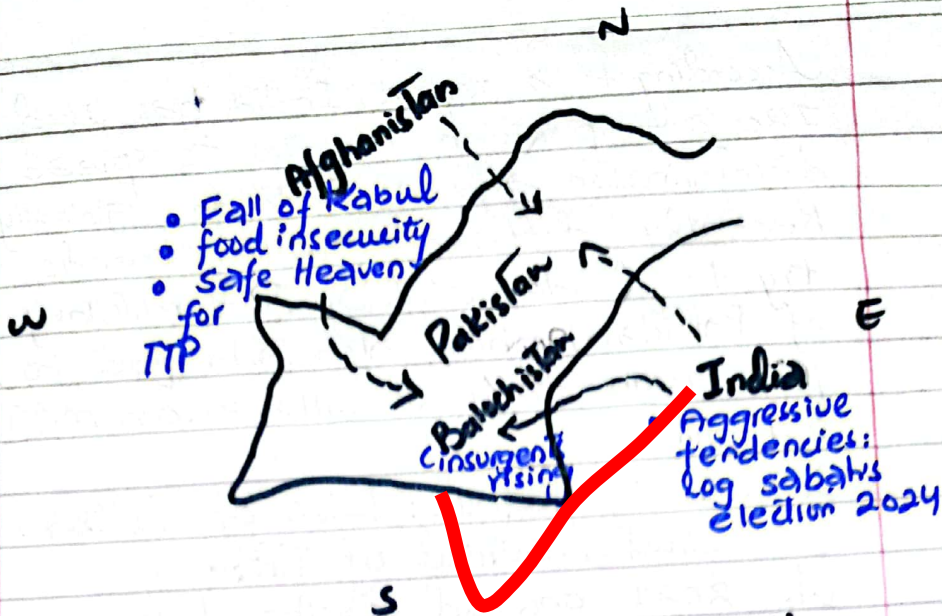 N
Afghanistan
• Fall of Kabul
• food insecurity
• safe Heaven
for
TTP
W
Pakistan
E
Balochistan
(insurgents
rising
India
• Aggressive
tendencies:
log sabahs
election 2024
S